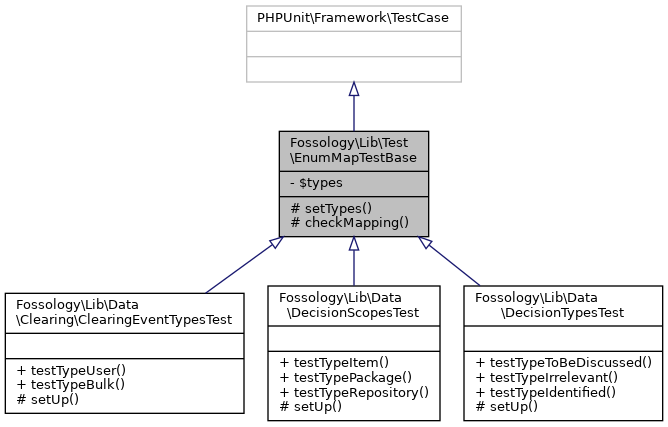 PHPUnit\Framework\TestCase
Fossology\Lib\Test
\EnumMapTestBase
- $types
# setTypes()
# checkMapping()
Fossology\Lib\Data
\Clearing\ClearingEventTypesTest
+ testTypeUser()
+ testTypeBulk()
# setUp()
Fossology\Lib\Data
\DecisionScopesTest
+ testTypeItem()
+ testTypePackage()
+ testTypeRepository()
# setUp()
Fossology\Lib\Data
\DecisionTypesTest
+ testTypeToBeDiscussed()
+ testTypeIrrelevant()
+ testTypeIdentified()
# setUp()